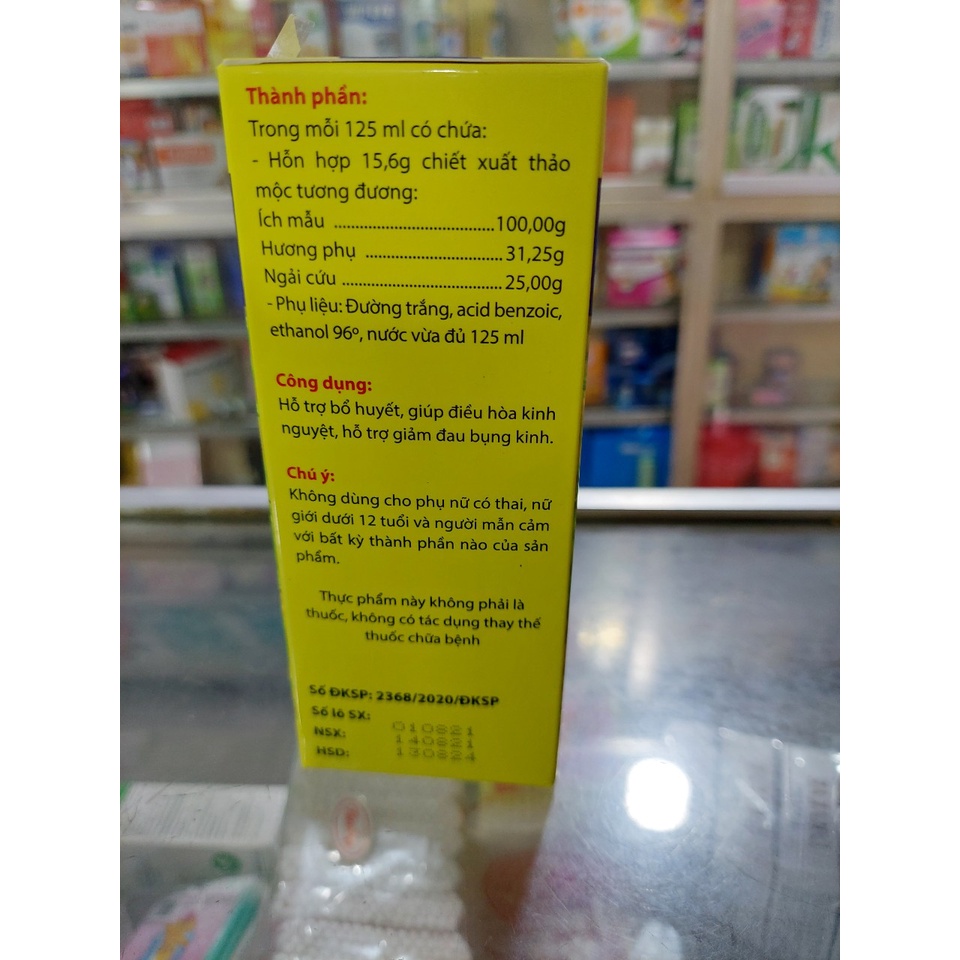 Thành phần:
Trong mỗi 125 ml có chứa:
- Hỗn hợp 15,6g chiết xuất thảo
mộc tương đương:
Ích mẫu ......................................100,00g
Hương phụ ................................. 31,25g
Ngải cứu ...................................... 25,00g
- Phụ liệu: Đường trắng, acid benzoic,
ethanol 96º, nước vừa đủ 125 ml
Công dụng:
Hỗ trợ bổ huyết, giúp điều hòa kinh
nguyệt, hỗ trợ giảm đau bụng kinh.
Chú ý:
Không dùng cho phụ nữ có thai, nữ
giới dưới 12 tuổi và người mẫn cảm
với bất kỳ thành phần nào của sản
phẩm.
Thực phẩm này không phải là
thuốc, không có tác dụng thay thế
thuốc chữa bệnh
Số ĐKSP: 2368/2020/ĐKSP
Số lô SX: 010821
NSX: 140821
HSD: 130824